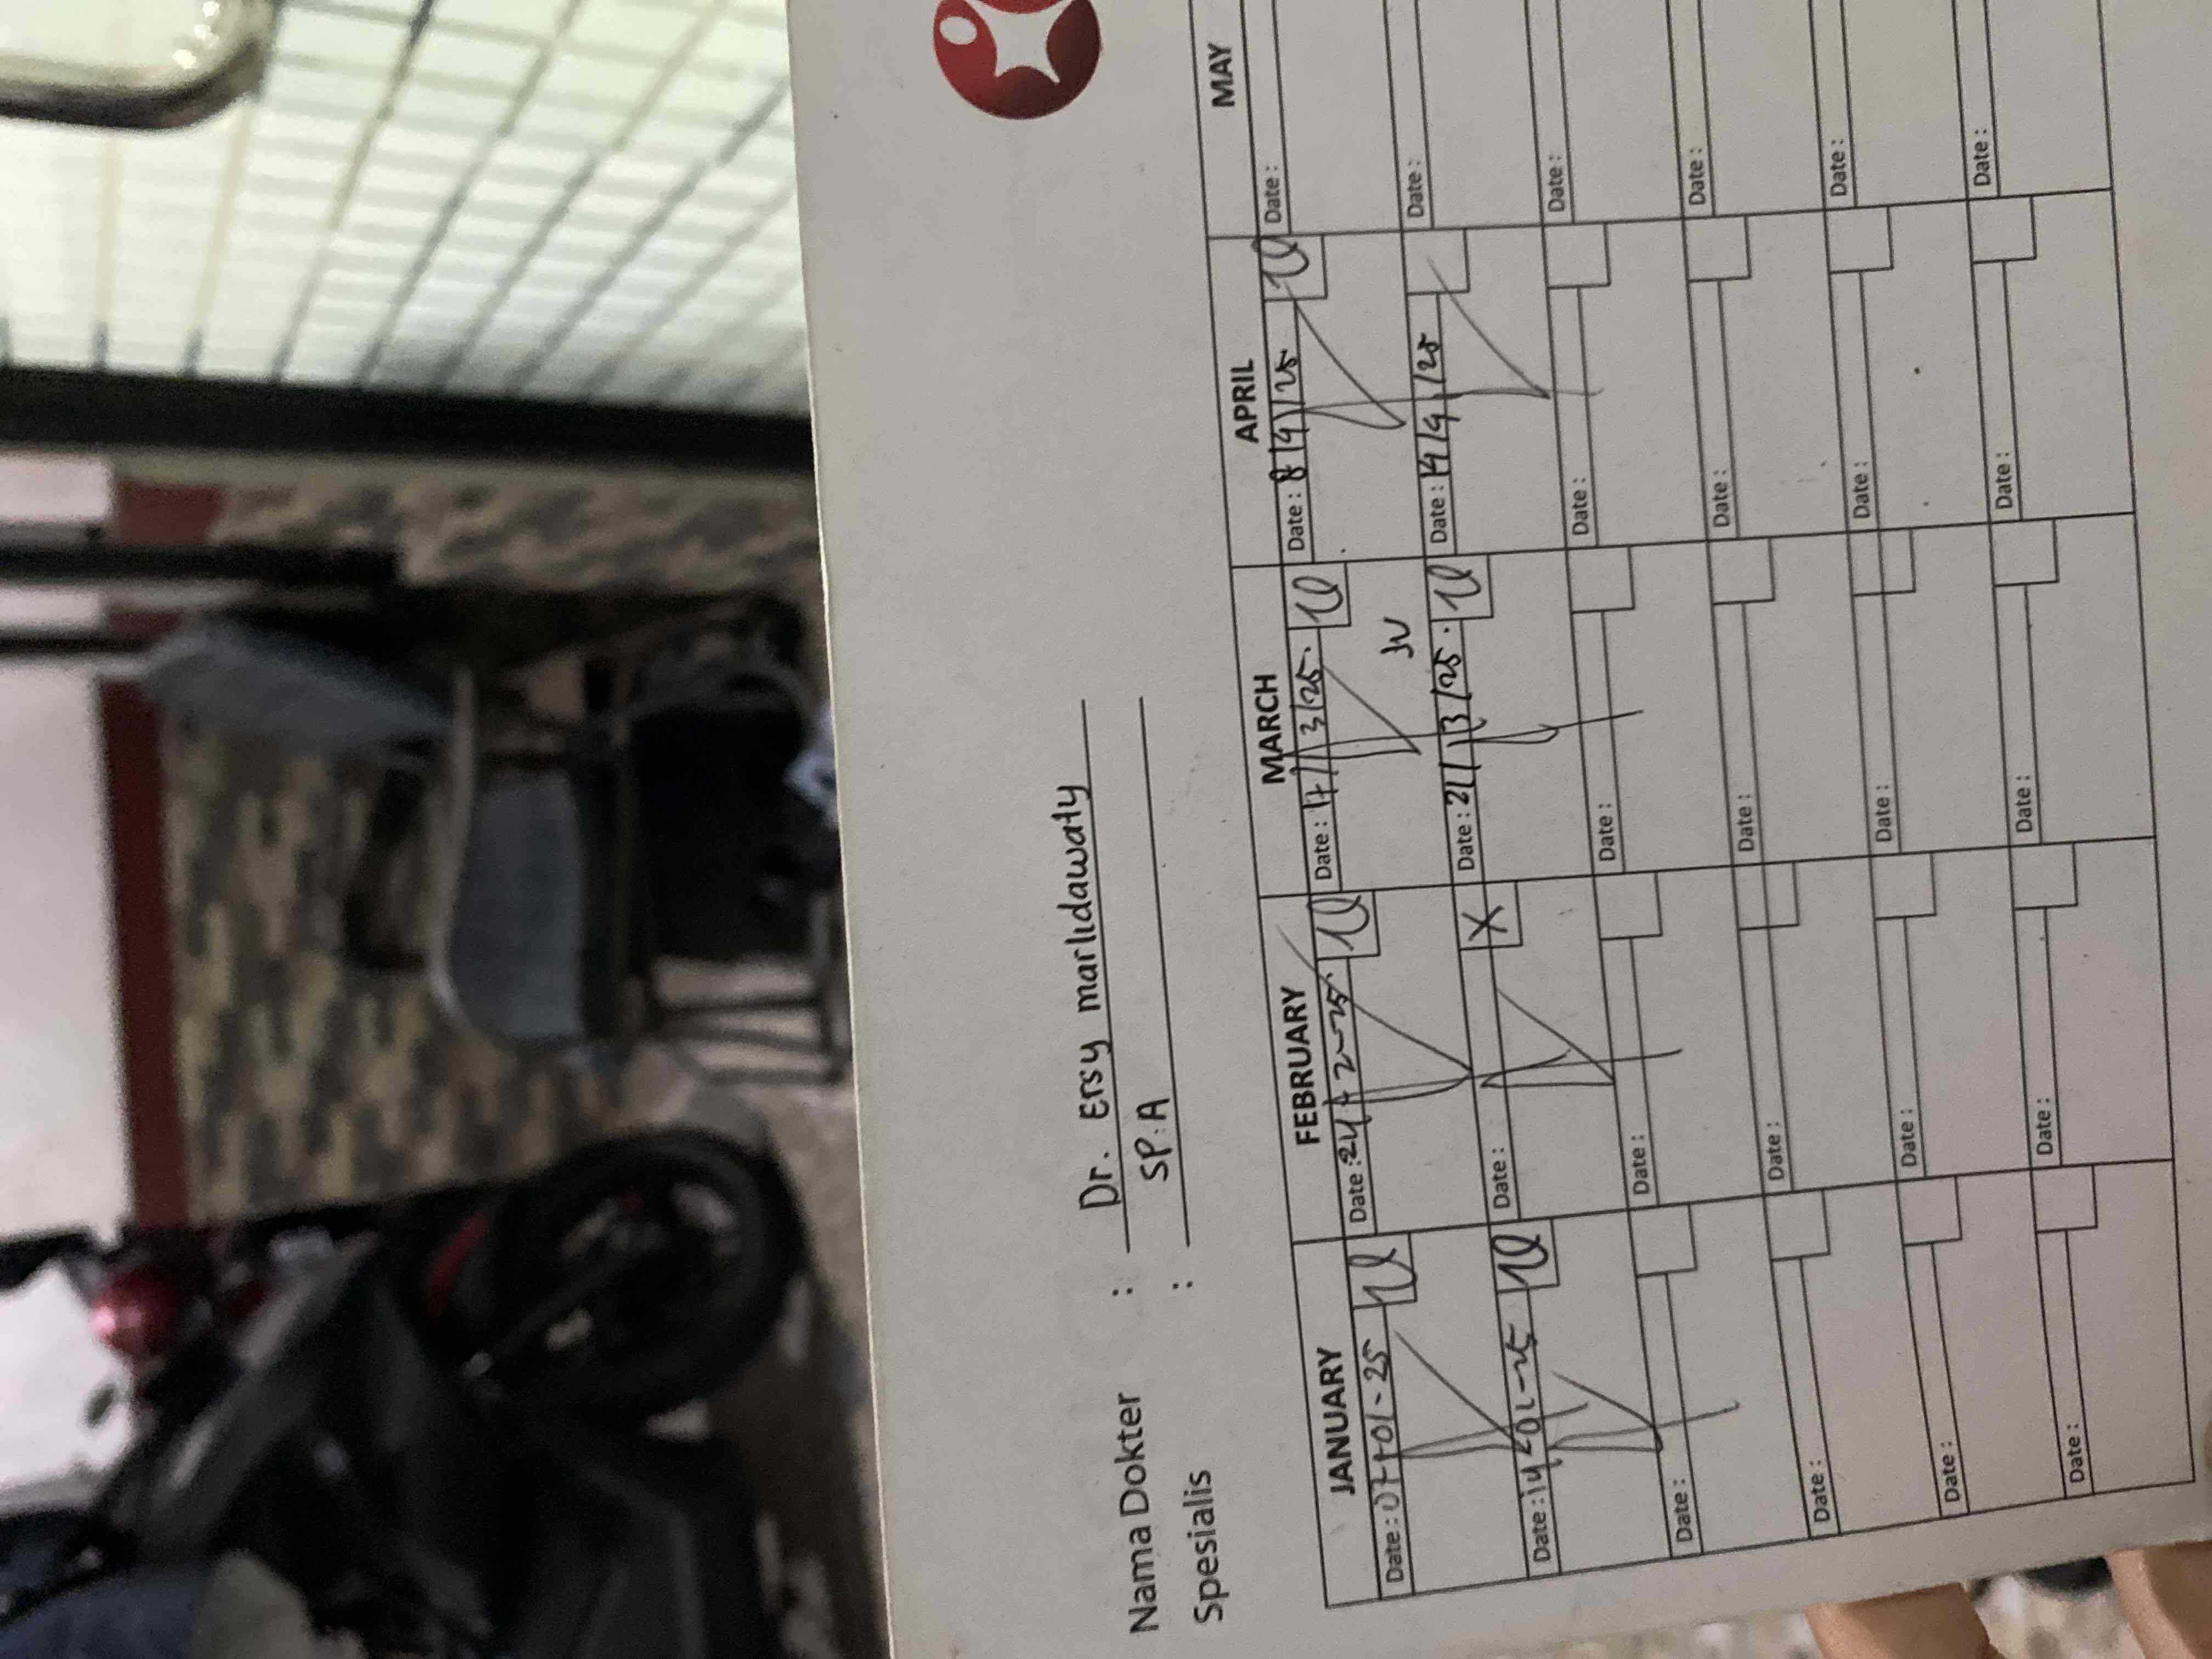 Nama Dokter : Dr. Ersy marlidawaty
Spesialis : SP.A
JANUARY FEBRUARY MARCH APRIL MAY
Date : 07-01-25 Date : 24-2-25 Date : 17/3/25 Date : 8/4/25 Date :
Date : 14-01-25 Date : X Date : 21/3/25 Date : 14/4/25 Date :
Date : Date : Date : Date : Date :
Date : Date : Date : Date : Date :
Date : Date : Date : Date : Date :
Date : Date : Date : Date : Date :